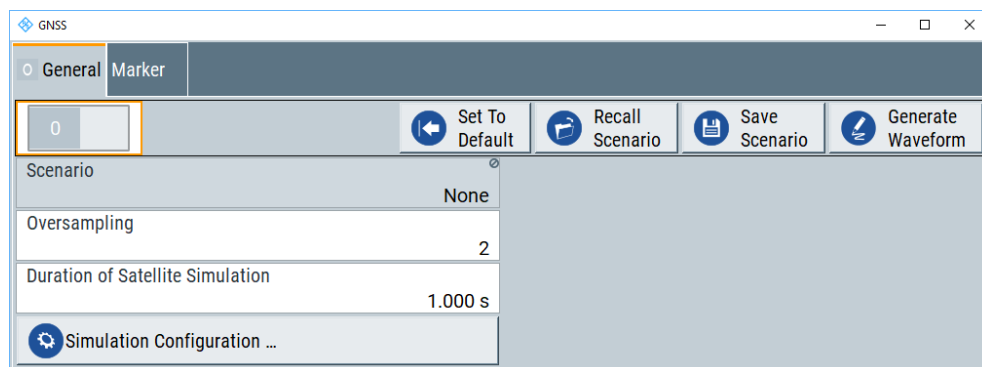 GNSS
0 General Marker
0
Set To
Default
Recall
Scenario
Save
Scenario
Generate
Waveform
Scenario
None
Oversampling
2
Duration of Satellite Simulation
1.000 s
Simulation Configuration ...